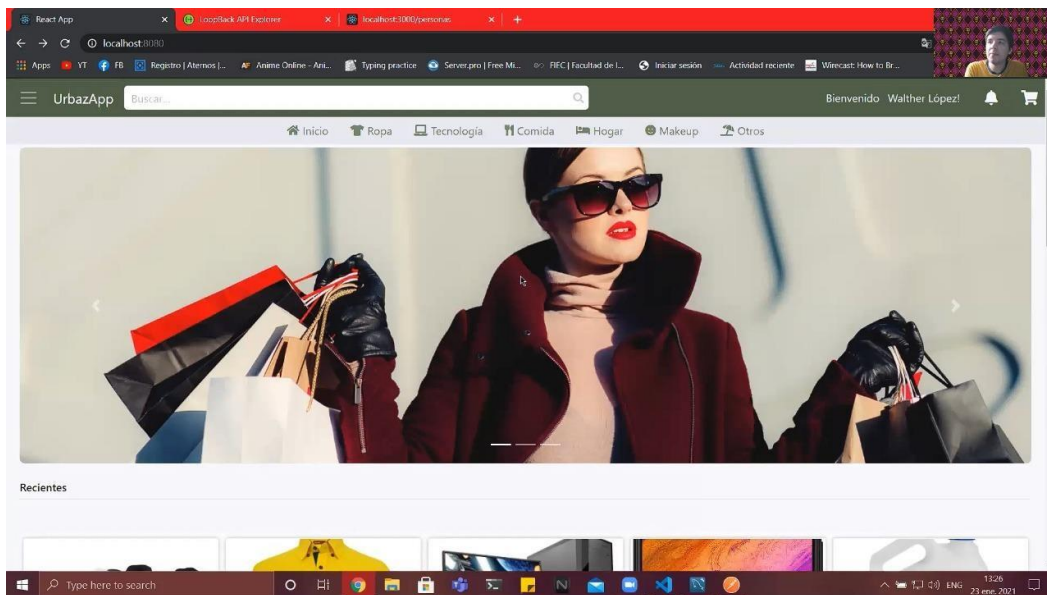 React App
LoopBack API Explorer
localhost:3000/personas
localhost:8080
Apps YT FB Registro | Aternos |... Anime Online - Ani... Typing practice Server.pro | Free Mi... FIEC | Facultad de I... Iniciar sesión Actividad reciente Wirecast: How to Br...
UrbazApp Buscar... Bienvenido Walther López!
Inicio Ropa Tecnología Comida Hogar Makeup Otros
Recientes
Type here to search ENG 13:26
23 ene. 2021